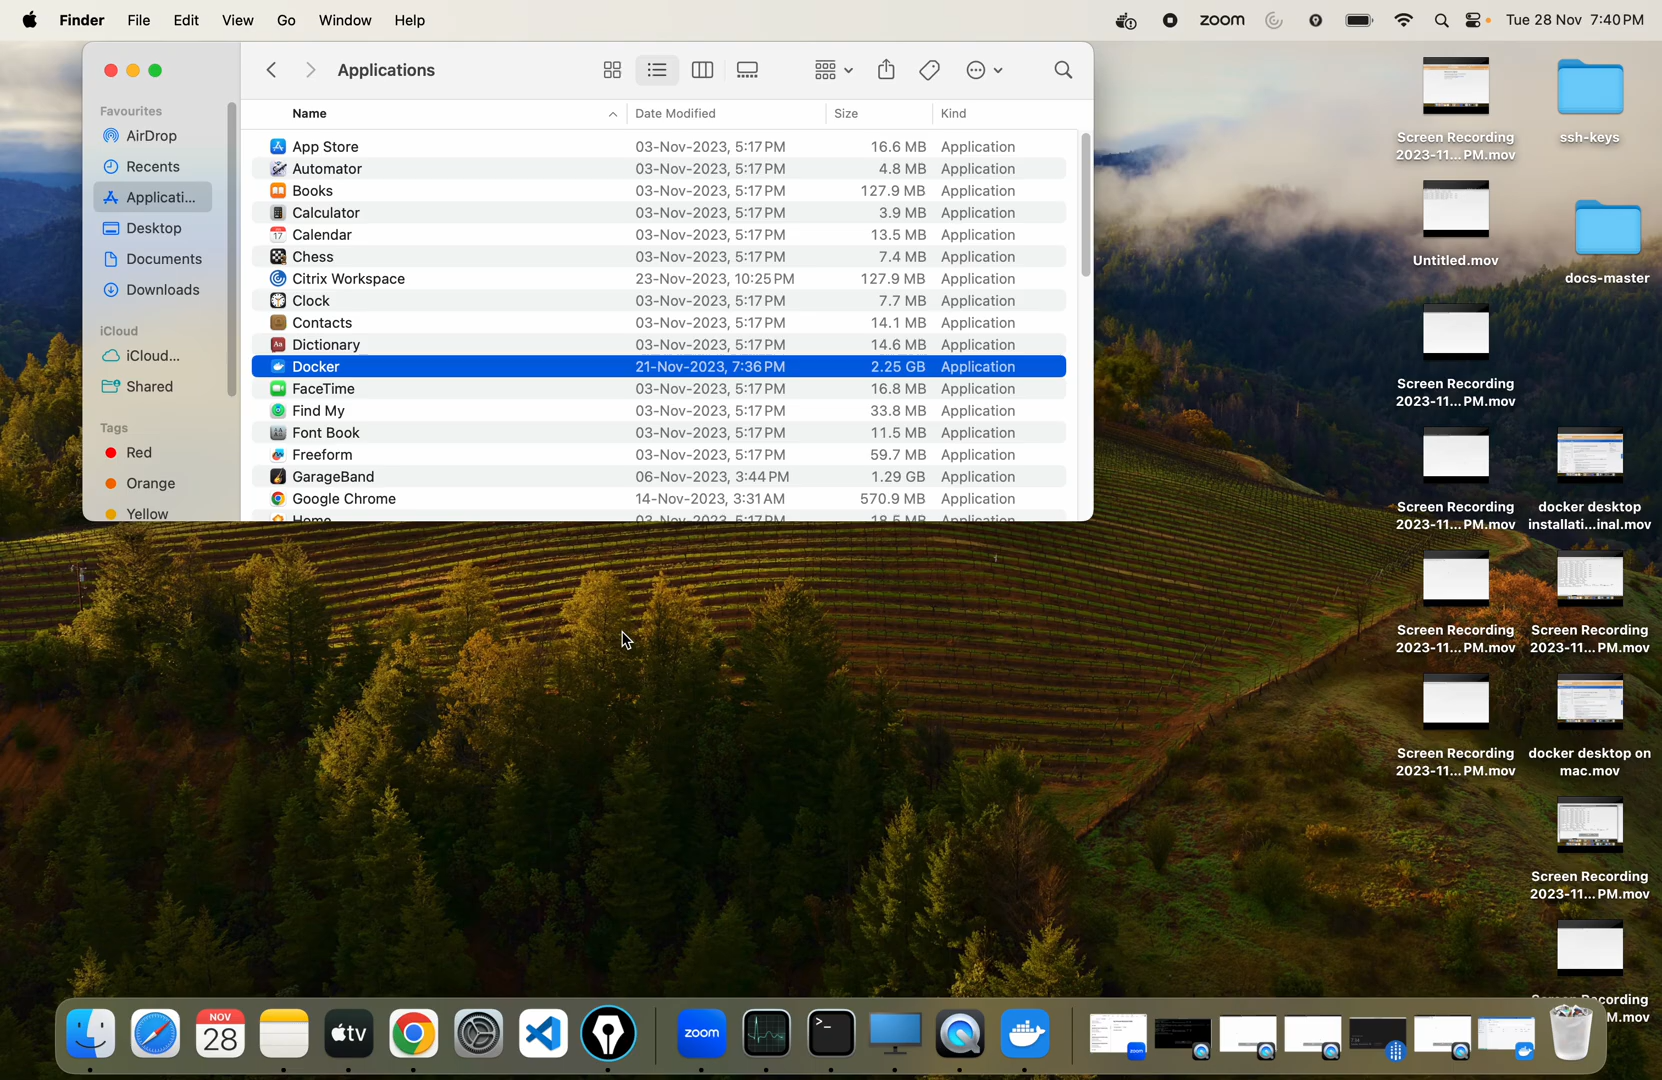 Finder File Edit View Go Window Help
zoom
Tue 28 Nov 7:40 PM
Applications
Favourites
AirDrop
Recents
Applicati...
Desktop
Documents
Downloads
iCloud
iCloud...
Shared
Tags
Red
Orange
Yellow
Name Date Modified Size Kind
App Store 03-Nov-2023, 5:17 PM 16.6 MB Application
Automator 03-Nov-2023, 5:17 PM 4.8 MB Application
Books 03-Nov-2023, 5:17 PM 127.9 MB Application
Calculator 03-Nov-2023, 5:17 PM 3.9 MB Application
Calendar 03-Nov-2023, 5:17 PM 13.5 MB Application
Chess 03-Nov-2023, 5:17 PM 7.4 MB Application
Citrix Workspace 23-Nov-2023, 10:25 PM 127.9 MB Application
Clock 03-Nov-2023, 5:17 PM 7.7 MB Application
Contacts 03-Nov-2023, 5:17 PM 14.1 MB Application
Dictionary 03-Nov-2023, 5:17 PM 14.6 MB Application
Docker 21-Nov-2023, 7:36 PM 2.25 GB Application
FaceTime 03-Nov-2023, 5:17 PM 16.8 MB Application
Find My 03-Nov-2023, 5:17 PM 33.8 MB Application
Font Book 03-Nov-2023, 5:17 PM 11.5 MB Application
Freeform 03-Nov-2023, 5:17 PM 59.7 MB Application
GarageBand 06-Nov-2023, 3:44 PM 1.29 GB Application
Google Chrome 14-Nov-2023, 3:31 AM 570.9 MB Application
Home 03-Nov-2023, 5:17 PM 18.5 MB Application
Screen Recording
2023-11...PM.mov
ssh-keys
Untitled.mov
docs-master
Screen Recording
2023-11...PM.mov
Screen Recording
2023-11...PM.mov
docker desktop
installati...inal.mov
Screen Recording
2023-11...PM.mov
Screen Recording
2023-11...PM.mov
Screen Recording
2023-11...PM.mov
docker desktop on
mac.mov
Screen Recording
2023-11...PM.mov
NOV
28
tv
zoom